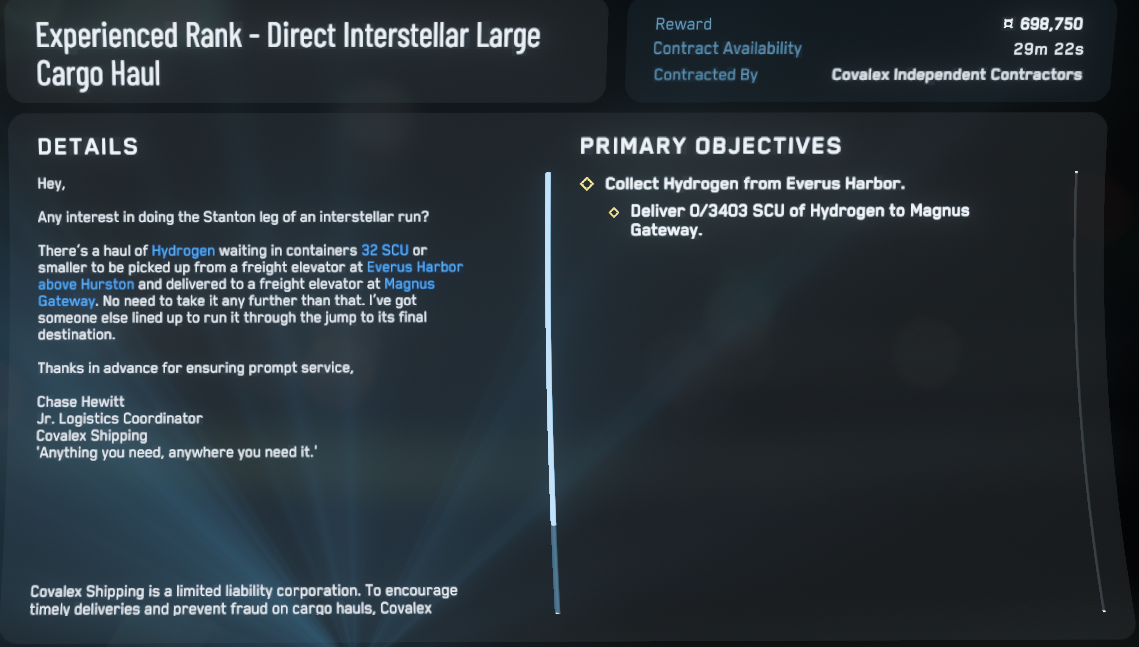 Experienced Rank - Direct Interstellar Large
Cargo Haul
Reward ¤ 698,750
Contract Availability 29m 22s
Contracted By Covalex Independent Contractors
DETAILS
Hey,
Any interest in doing the Stanton leg of an interstellar run?
There's a haul of Hydrogen waiting in containers 32 SCU or
smaller to be picked up from a freight elevator at Everus Harbor
above Hurston and delivered to a freight elevator at Magnus
Gateway. No need to take it any further than that. I've got
someone else lined up to run it through the jump to its final
destination.
Thanks in advance for ensuring prompt service,
Chase Hewitt
Jr. Logistics Coordinator
Covalex Shipping
'Anything you need, anywhere you need it.'
Covalex Shipping is a limited liability corporation. To encourage
timely deliveries and prevent fraud on cargo hauls, Covalex
PRIMARY OBJECTIVES
Collect Hydrogen from Everus Harbor.
Deliver 0/3403 SCU of Hydrogen to Magnus
Gateway.